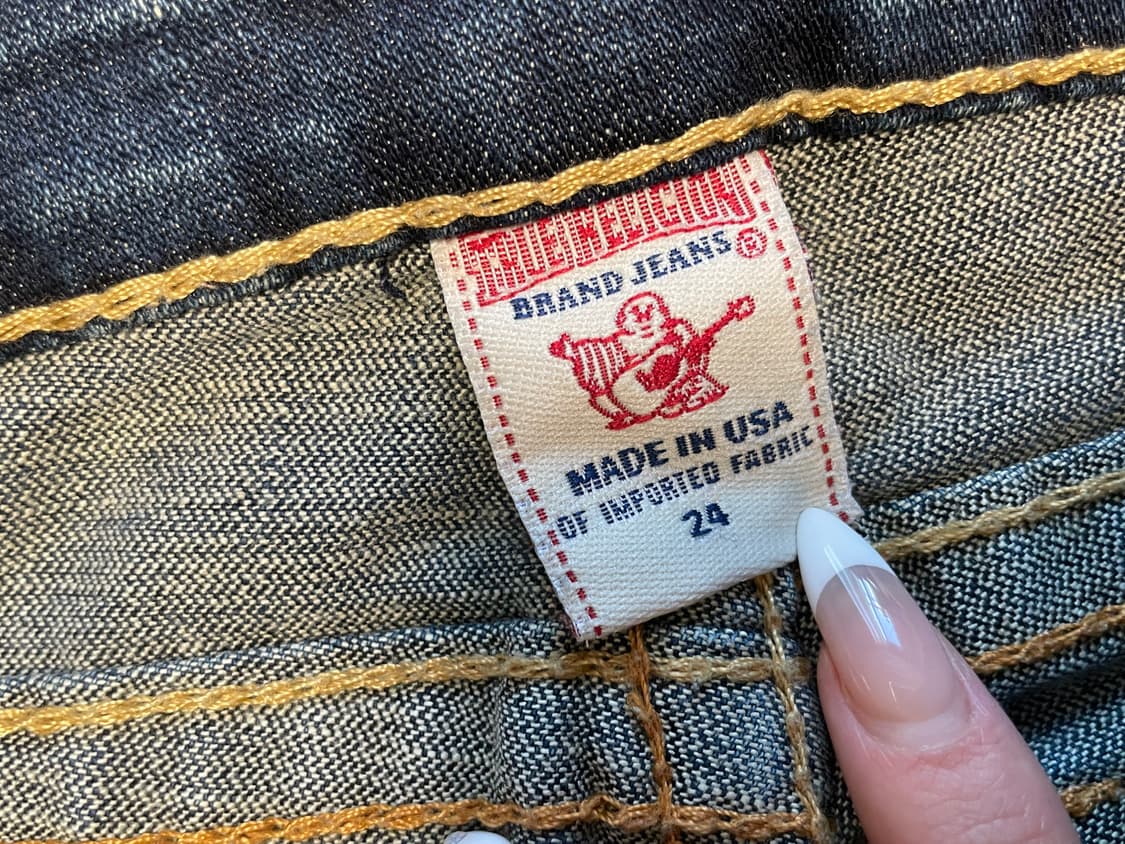 TRUE RELIGION
BRAND JEANS®
MADE IN USA
OF IMPORTED FABRIC
24